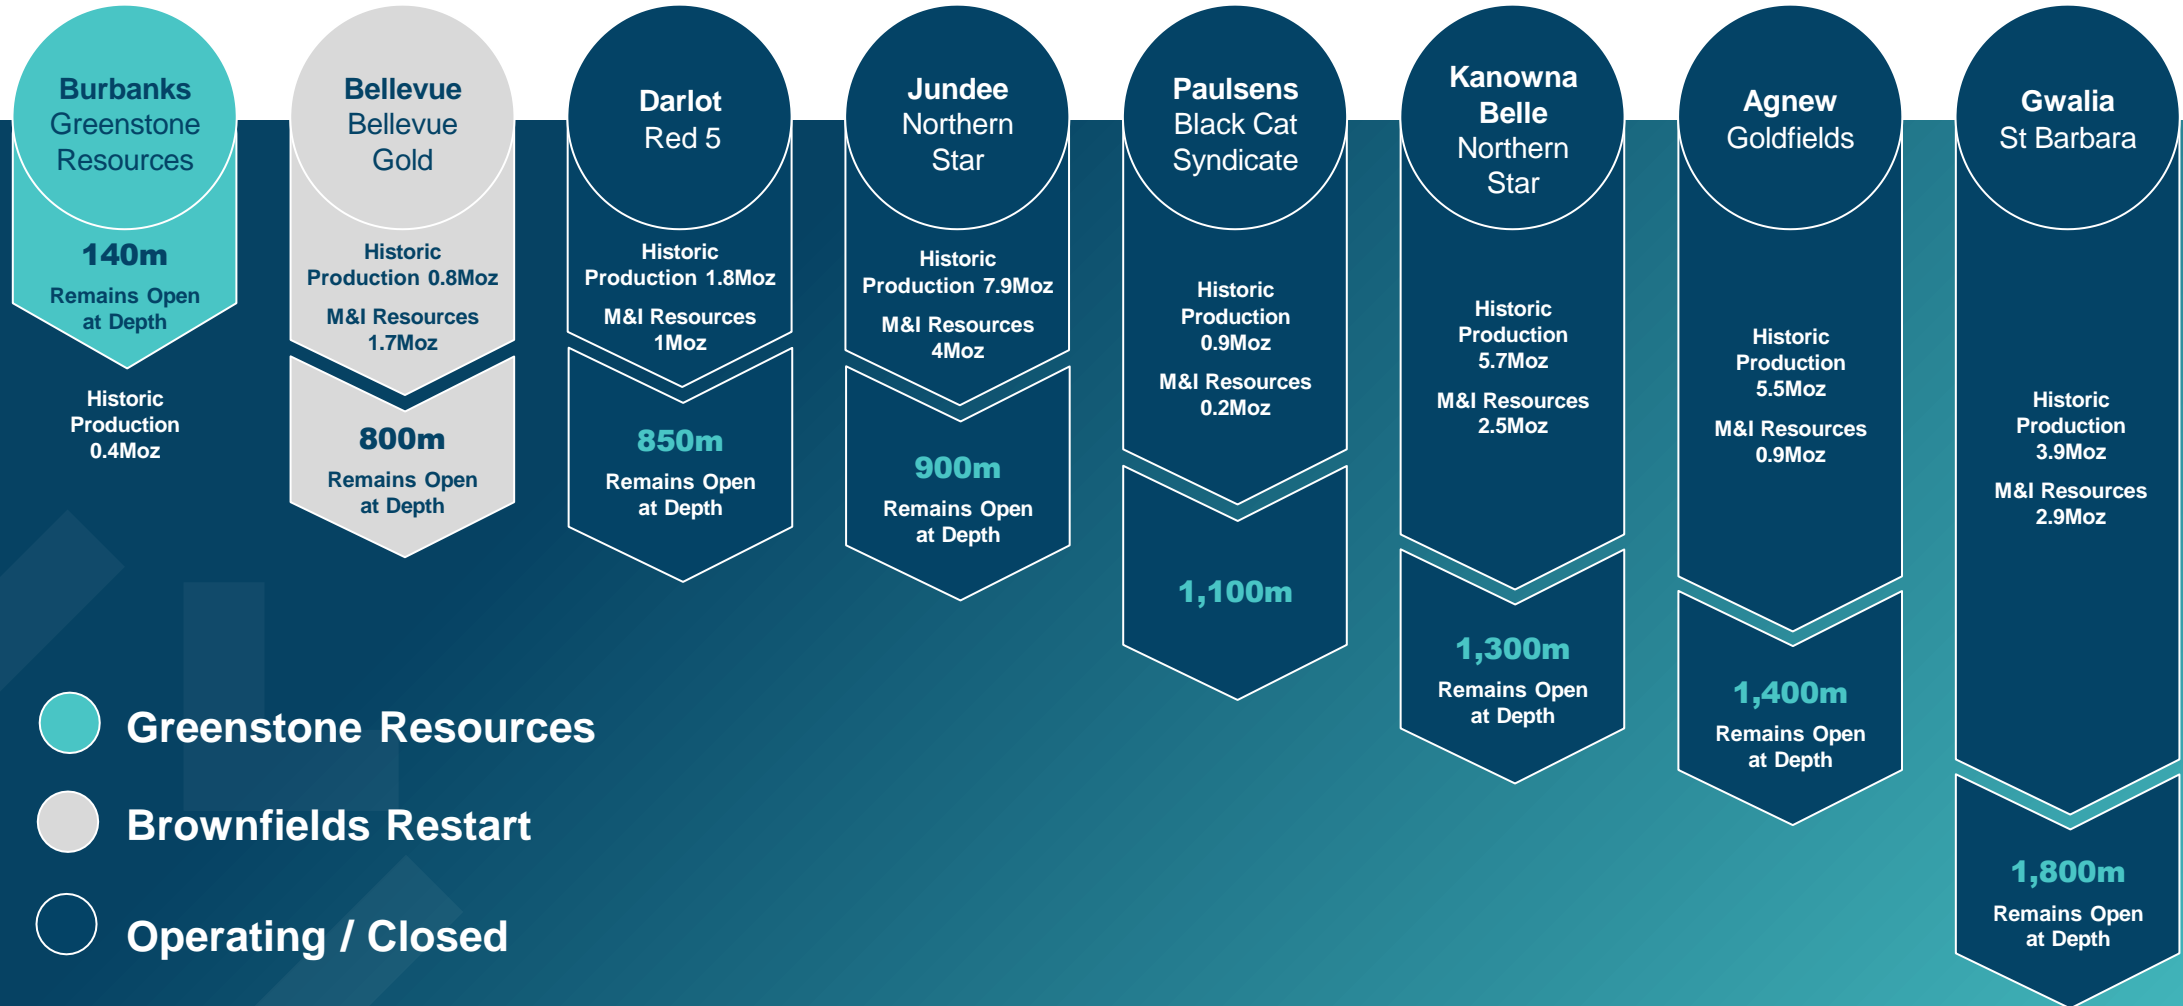 Burbanks
Greenstone
Resources
140m
Remains Open
at Depth
Historic
Production
0.4Moz
Bellevue
Bellevue
Gold
Historic
Production 0.8Moz
M&I Resources
1.7Moz
800m
Remains Open
at Depth
Darlot
Red 5
Historic
Production 1.8Moz
M&I Resources
1Moz
850m
Remains Open
at Depth
Jundee
Northern
Star
Historic
Production 7.9Moz
M&I Resources
4Moz
900m
Remains Open
at Depth
Paulsens
Black Cat
Syndicate
Historic
Production
0.9Moz
M&I Resources
0.2Moz
1,100m
Kanowna
Belle
Northern
Star
Historic
Production
5.7Moz
M&I Resources
2.5Moz
1,300m
Remains Open
at Depth
Agnew
Goldfields
Historic
Production
5.5Moz
M&I Resources
0.9Moz
1,400m
Remains Open
at Depth
Gwalia
St Barbara
Historic
Production
3.9Moz
M&I Resources
2.9Moz
1,800m
Remains Open
at Depth
Greenstone Resources
Brownfields Restart
Operating / Closed